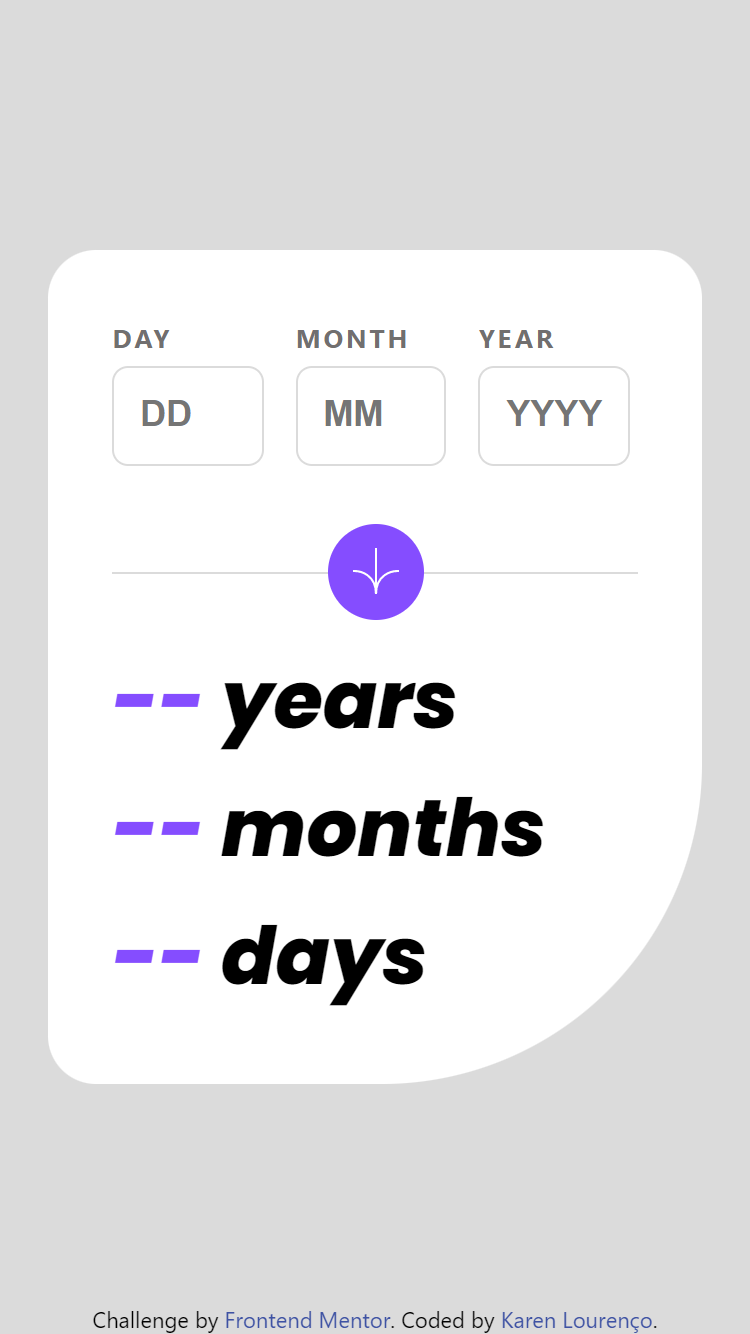 DAY MONTH YEAR
DD MM YYYY
-- years
-- months
-- days
Challenge by Frontend Mentor. Coded by Karen Lourenço.